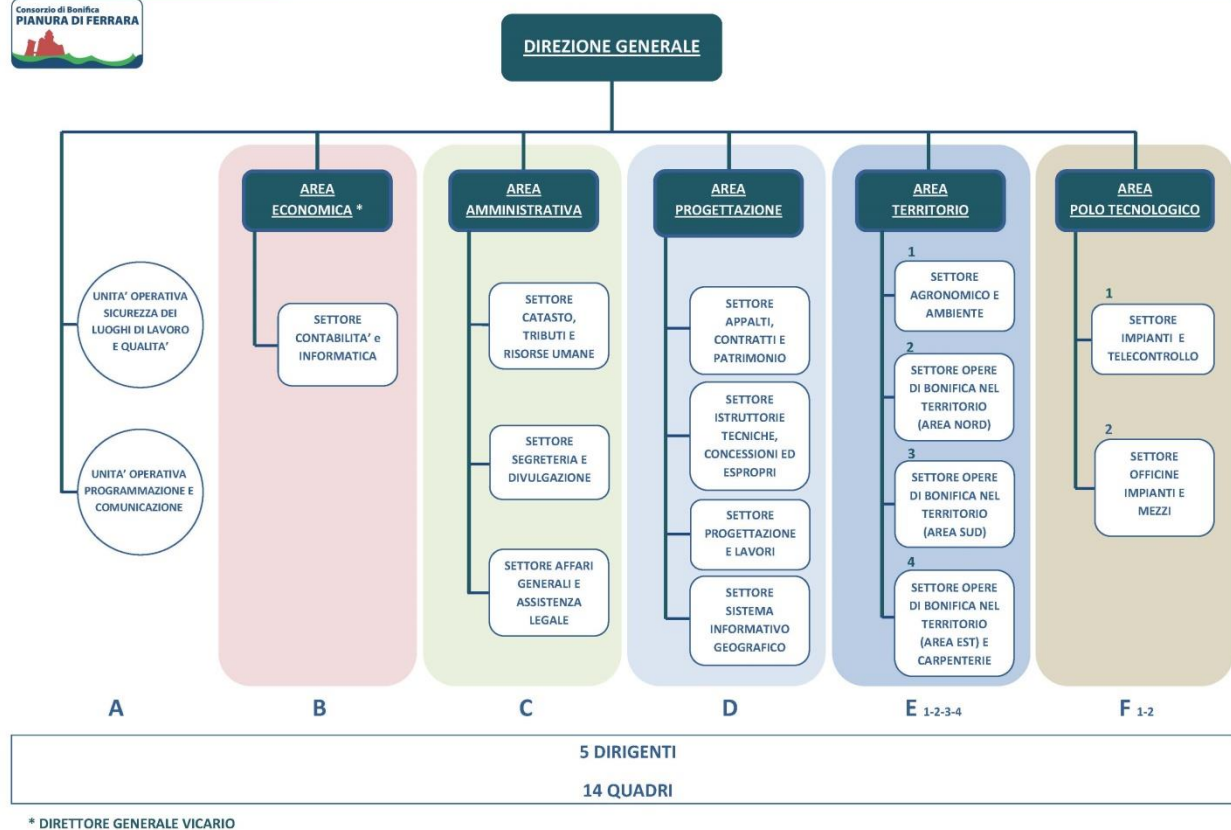 Consorzio di Bonifica
PIANURA DI FERRARA
DIREZIONE GENERALE
UNITA' OPERATIVA
SICUREZZA DEI
LUOGHI DI LAVORO
E QUALITA'
UNITA' OPERATIVA
PROGRAMMAZIONE E
COMUNICAZIONE
A
AREA
ECONOMICA *
SETTORE
CONTABILITA' e
INFORMATICA
B
AREA
AMMINISTRATIVA
SETTORE
CATASTO,
TRIBUTI E
RISORSE UMANE
SETTORE
SEGRETERIA E
DIVULGAZIONE
SETTORE AFFARI
GENERALI E
ASSISTENZA
LEGALE
C
AREA
PROGETTAZIONE
SETTORE
APPALTI,
CONTRATTI E
PATRIMONIO
SETTORE
ISTRUTTORIE
TECNICHE,
CONCESSIONI ED
ESPROPRI
SETTORE
PROGETTAZIONE
E LAVORI
SETTORE
SISTEMA
INFORMATIVO
GEOGRAFICO
D
AREA
TERRITORIO
1
SETTORE
AGRONOMICO E
AMBIENTE
2
SETTORE OPERE
DI BONIFICA NEL
TERRITORIO
(AREA NORD)
3
SETTORE OPERE
DI BONIFICA NEL
TERRITORIO
(AREA SUD)
4
SETTORE OPERE
DI BONIFICA NEL
TERRITORIO
(AREA EST) E
CARPENTERIE
E 1-2-3-4
AREA
POLO TECNOLOGICO
1
SETTORE
IMPIANTI E
TELECONTROLLO
2
SETTORE
OFFICINE
IMPIANTI E
MEZZI
F 1-2
5 DIRIGENTI
14 QUADRI
* DIRETTORE GENERALE VICARIO